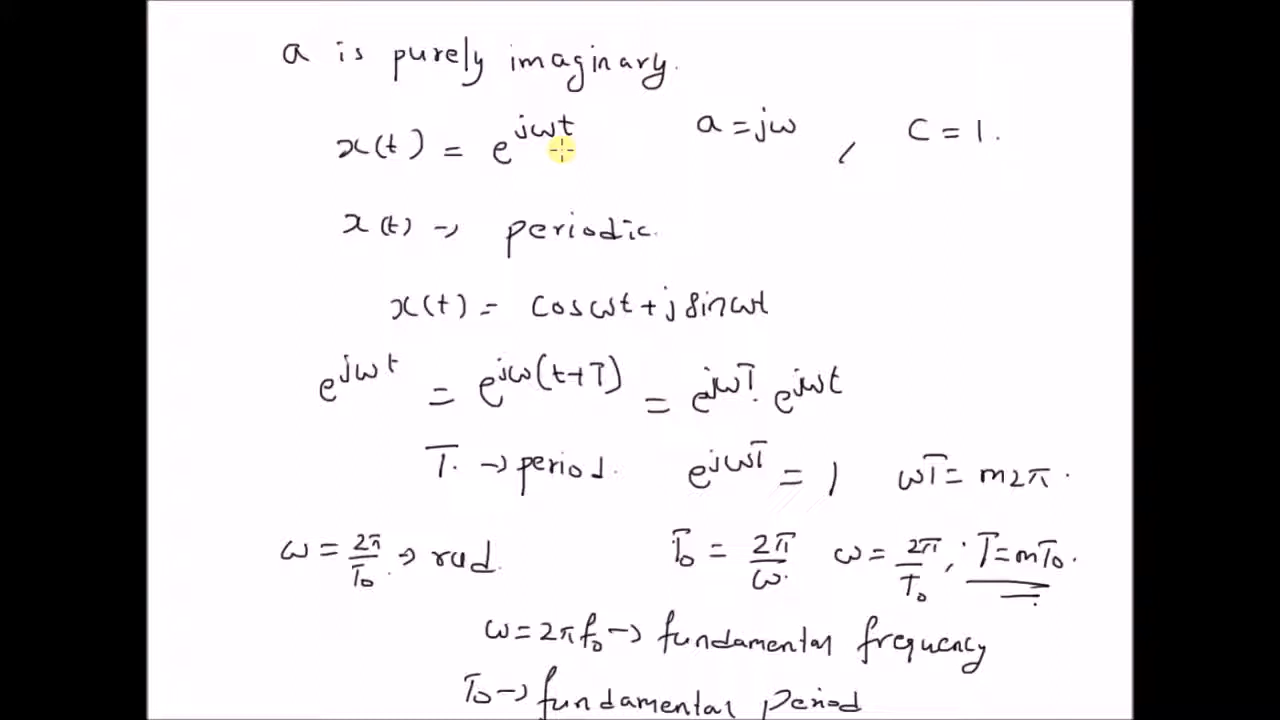 a is purely imaginary.
x(t) = e^{jωt} a = jω , C = 1.
x(t) → periodic.
x(t) = cosωt + j sinωt
e^{jωt} = e^{jω(t+T)} = e^{jωT} . e^{jωt}
T. → period. e^{jωT} = 1 ωT = m2π.
ω = 2π/T₀ → rad. T₀ = 2π/ω. ω = 2π/T₀, T = mT₀.
ω = 2πf₀ → fundamental frequency
T₀ → fundamental period